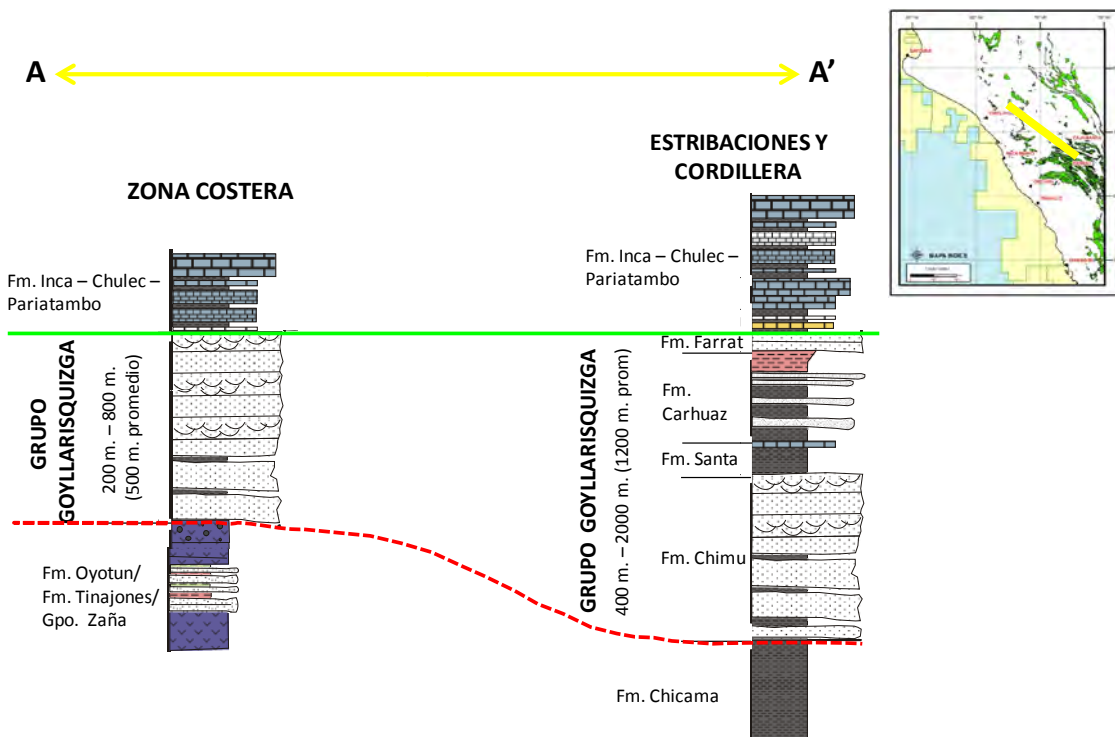 A
A'
ZONA COSTERA
ESTRIBACIONES Y
CORDILLERA
Fm. Inca – Chulec –
Pariatambo
Fm. Inca – Chulec –
Pariatambo
GRUPO
GOYLLARISQUIZGA
200 m. – 800 m.
(500 m. promedio)
GRUPO GOYLLARISQUIZGA
400 m. – 2000 m. (1200 m. prom)
Fm. Farrat
Fm.
Carhuaz
Fm. Santa
Fm. Chimu
Fm. Oyotun/
Fm. Tinajones/
Gpo. Zaña
Fm. Chicama
MAPA INDICE